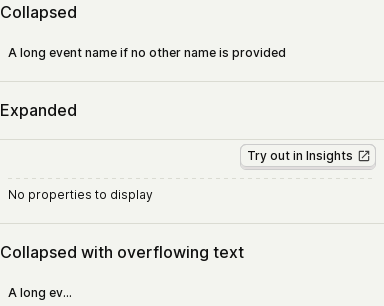 Collapsed
A long event name if no other name is provided
Expanded
Try out in Insights
No properties to display
Collapsed with overflowing text
A long ev...